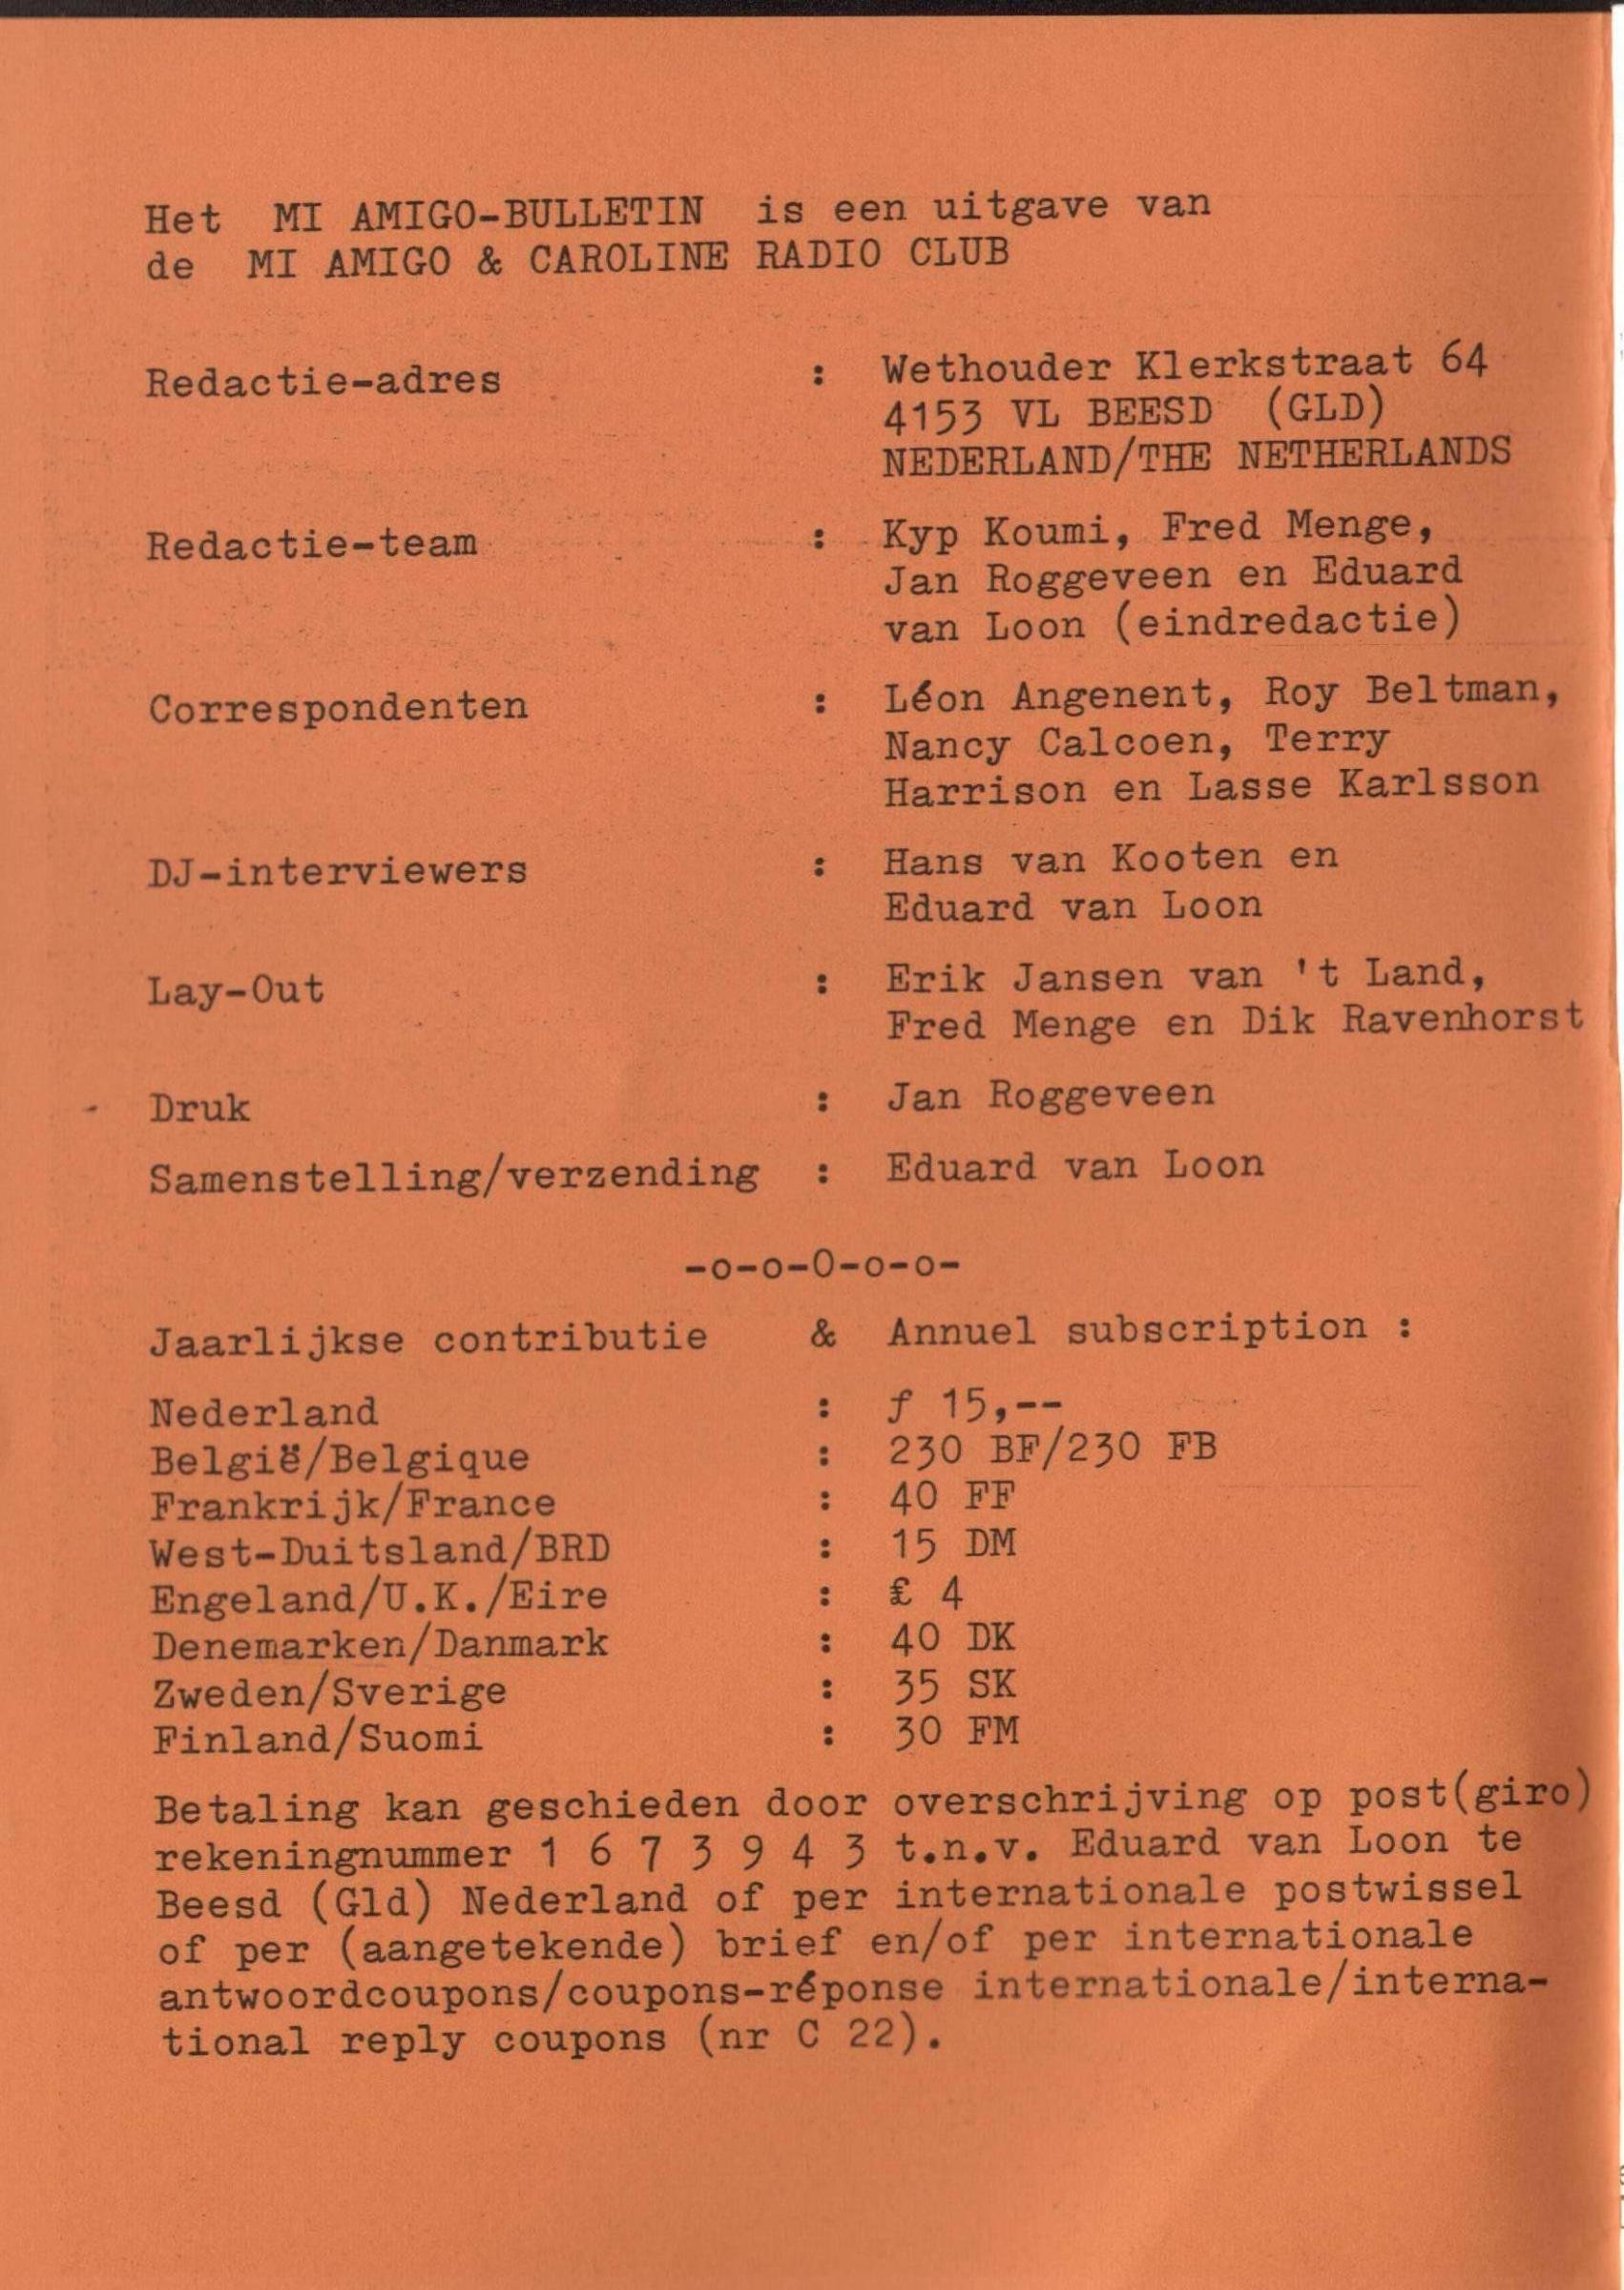 Het MI AMIGO-BULLETIN is een uitgave van
de MI AMIGO & CAROLINE RADIO CLUB
Redactie-adres : Wethouder Klerkstraat 64
4153 VL BEESD (GLD)
NEDERLAND/THE NETHERLANDS
Redactie-team : Kyp Koumi, Fred Menge,
Jan Roggeveen en Eduard
van Loon (eindredactie)
Correspondenten : Léon Angenent, Roy Beltman,
Nancy Calcoen, Terry
Harrison en Lasse Karlsson
DJ-interviewers : Hans van Kooten en
Eduard van Loon
Lay-Out : Erik Jansen van 't Land,
Fred Menge en Dik Ravenhorst
Druk : Jan Roggeveen
Samenstelling/verzending : Eduard van Loon
-o-o-O-o-o-
Jaarlijkse contributie & Annuel subscription :
Nederland : ƒ 15,--
België/Belgique : 230 BF/230 FB
Frankrijk/France : 40 FF
West-Duitsland/BRD : 15 DM
Engeland/U.K./Eire : £ 4
Denemarken/Danmark : 40 DK
Zweden/Sverige : 35 SK
Finland/Suomi : 30 FM
Betaling kan geschieden door overschrijving op post(giro)
rekeningnummer 1 6 7 3 9 4 3 t.n.v. Eduard van Loon te
Beesd (Gld) Nederland of per internationale postwissel
of per (aangetekende) brief en/of per internationale
antwoordcoupons/coupons-réponse internationale/interna-
tional reply coupons (nr C 22).